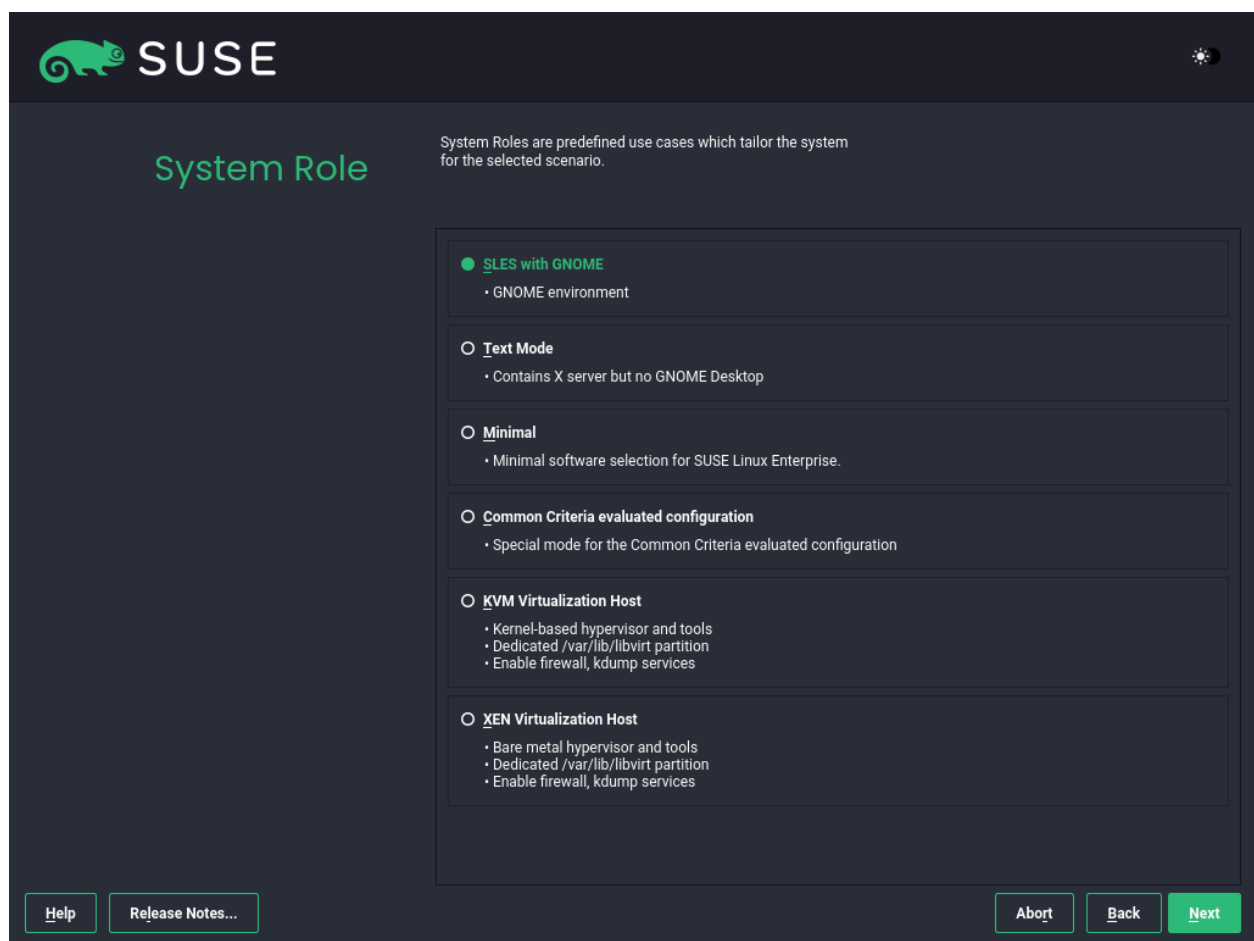 SUSE
System Role
System Roles are predefined use cases which tailor the system
for the selected scenario.
SLES with GNOME
• GNOME environment
Text Mode
• Contains X server but no GNOME Desktop
Minimal
• Minimal software selection for SUSE Linux Enterprise.
Common Criteria evaluated configuration
• Special mode for the Common Criteria evaluated configuration
KVM Virtualization Host
• Kernel-based hypervisor and tools
• Dedicated /var/lib/libvirt partition
• Enable firewall, kdump services
XEN Virtualization Host
• Bare metal hypervisor and tools
• Dedicated /var/lib/libvirt partition
• Enable firewall, kdump services
Help Release Notes... Abort Back Next